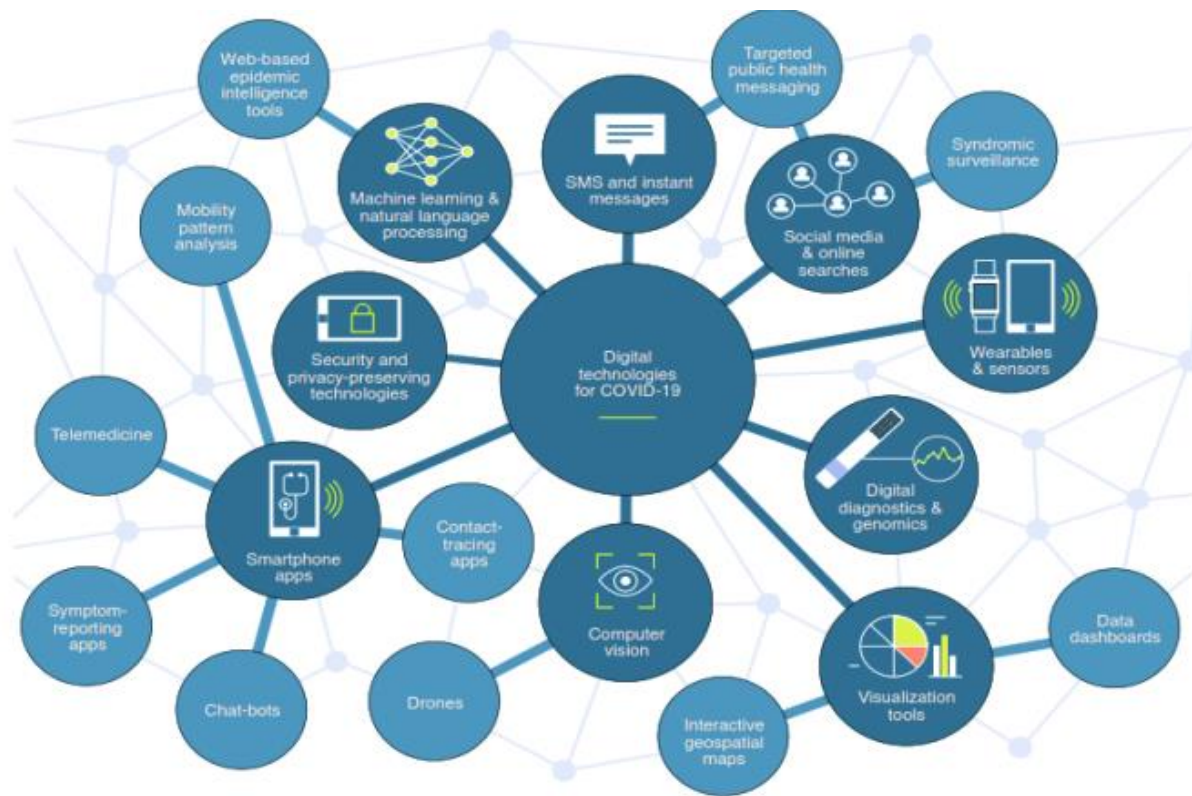 Web-based
epidemic
intelligence
tools
Targeted
public health
messaging
Machine learning &
natural language
processing
SMS and instant
messages
Syndromic
surveillance
Social media
& online
searches
Mobility
pattern
analysis
Security and
privacy-preserving
technologies
Digital
technologies
for COVID-19
Wearables
& sensors
Telemedicine
Digital
diagnostics &
genomics
Smartphone
apps
Contact-
tracing
apps
Symptom-
reporting
apps
Computer
vision
Data
dashboards
Chat-bots
Drones
Visualization
tools
Interactive
geospatial
maps